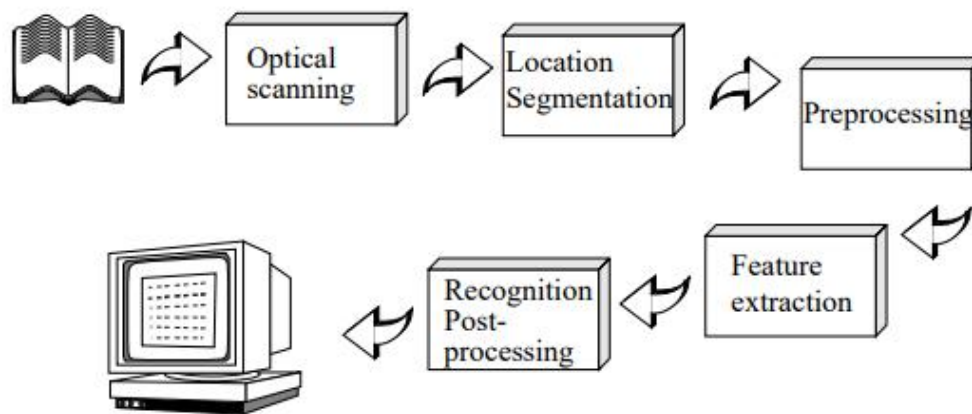 Optical
scanning
Location
Segmentation
Preprocessing
Feature
extraction
Recognition
Post-
processing